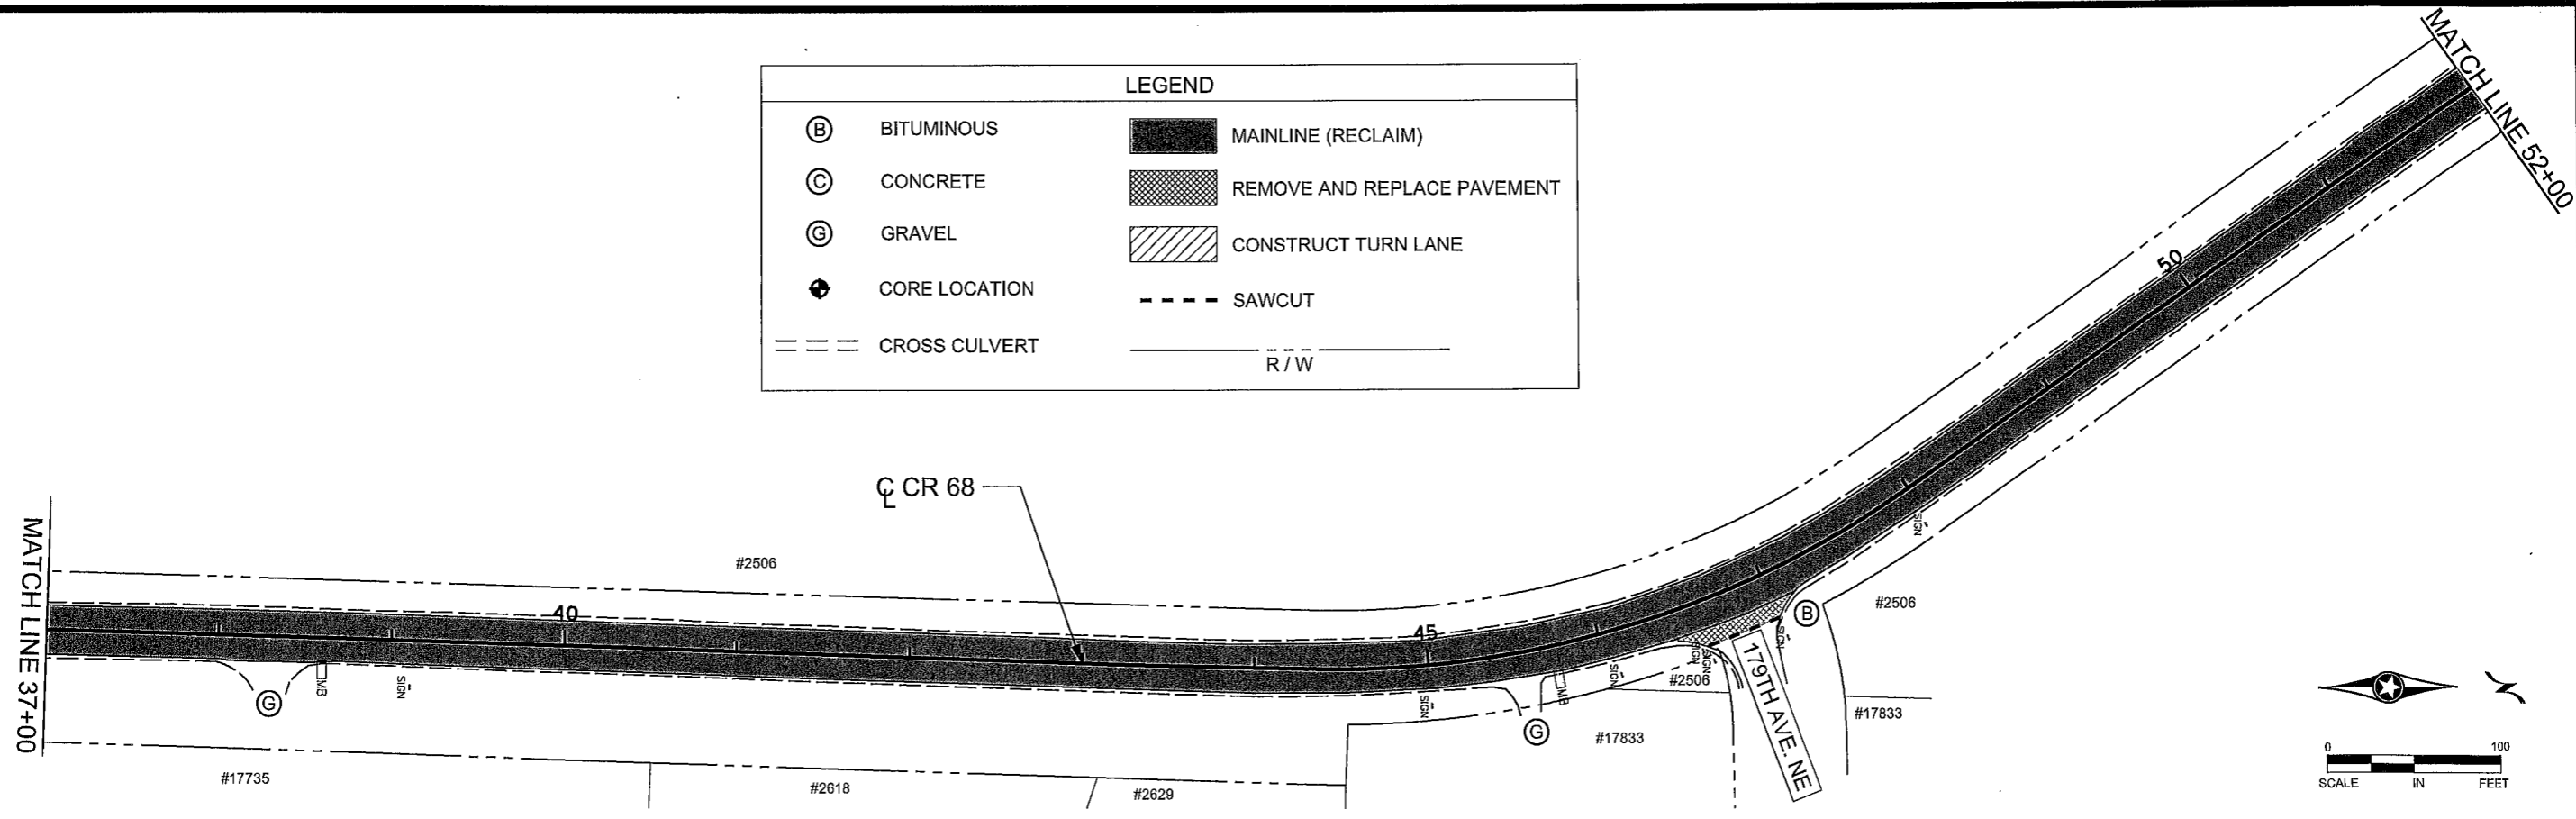 MATCH LINE 52+00
LEGEND
Ⓑ BITUMINOUS
MAINLINE (RECLAIM)
Ⓒ CONCRETE
REMOVE AND REPLACE PAVEMENT
Ⓖ GRAVEL
CONSTRUCT TURN LANE
CORE LOCATION
SAWCUT
CROSS CULVERT
R / W
50
℄ CR 68
MATCH LINE 37+00
#2506
40
45
SIGN
B
#2506
G
MB
SIGN
SIGN
G
MB
SIGN
SIGN
SIGN
SIGN
#2506
179TH AVE. NE
#17833
#17833
#17735
#2618
#2629
0 100
SCALE IN FEET